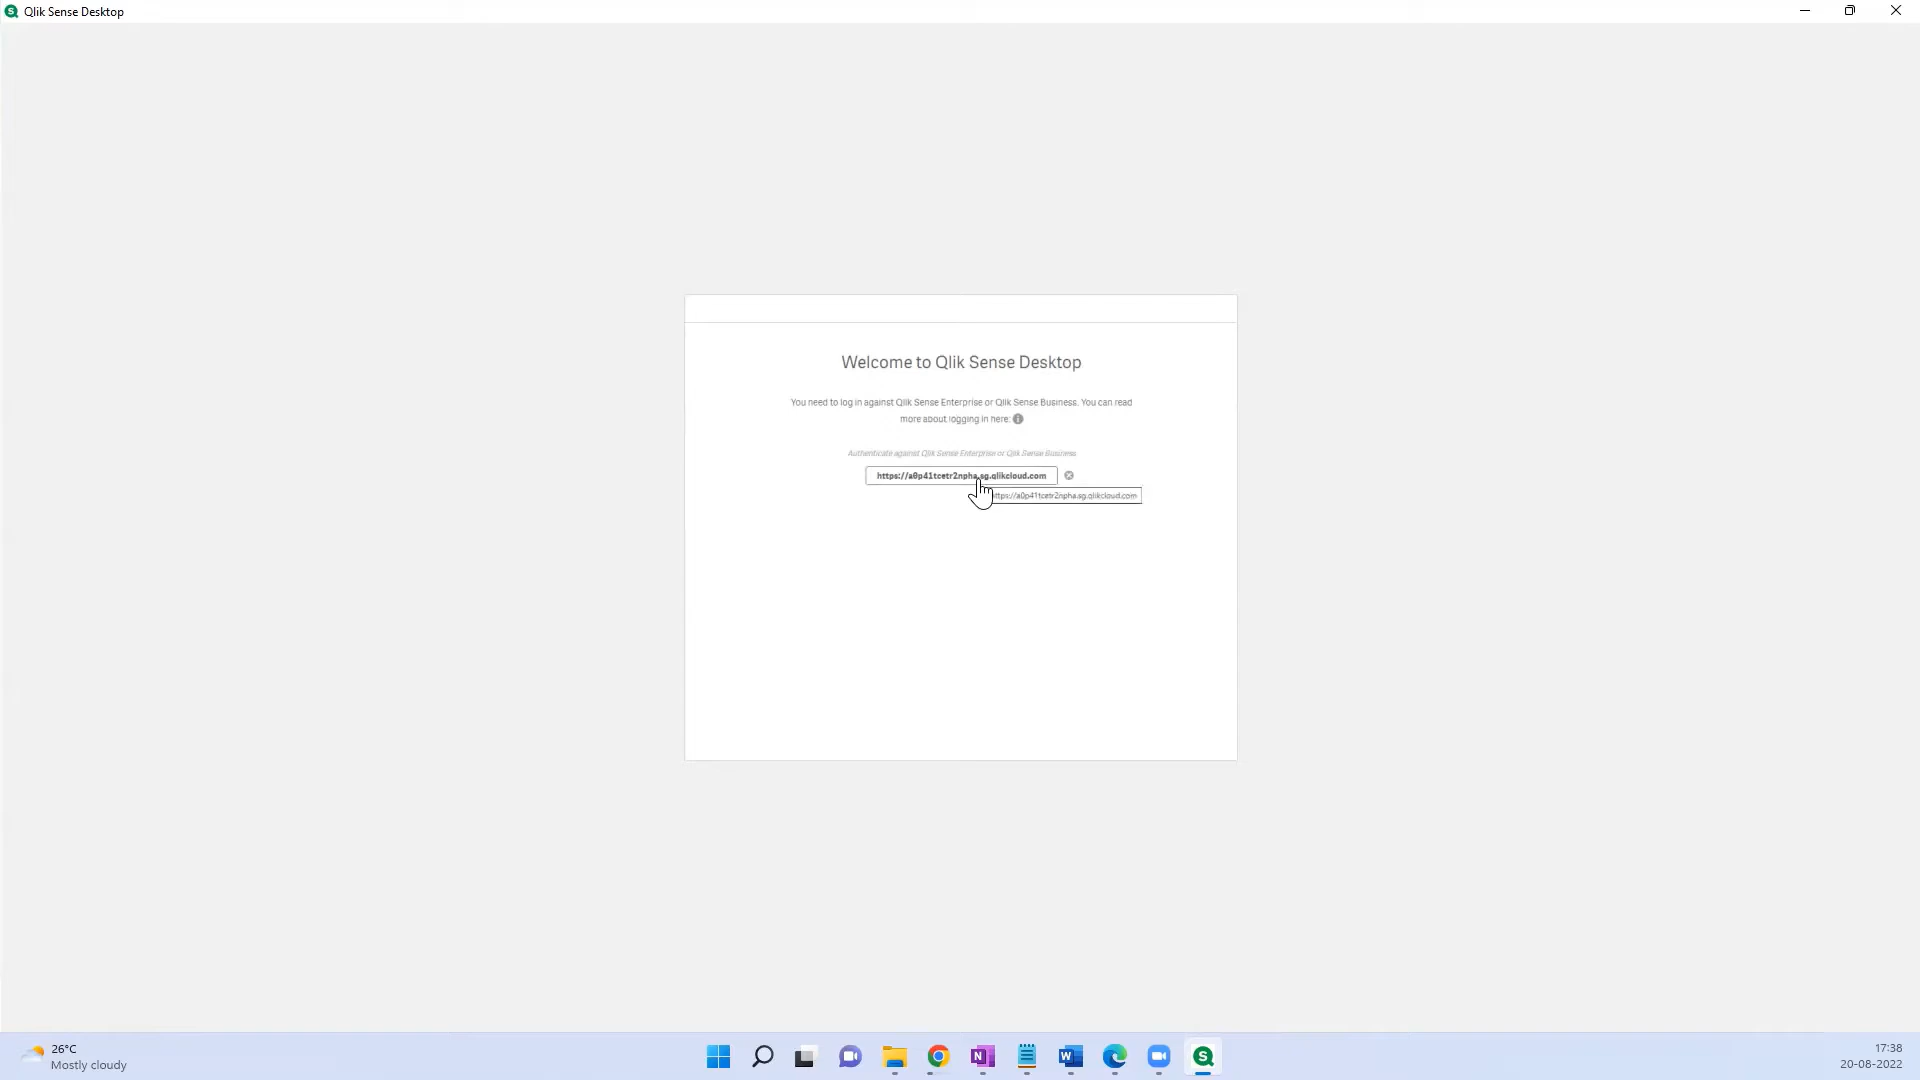 Qlik Sense Desktop
Welcome to Qlik Sense Desktop
You need to log in against Qlik Sense Enterprise or Qlik Sense Business. You can read
more about logging in here:
Authenticate against Qlik Sense Enterprise or Qlik Sense Business
https://a0p41tcetr2npha.sg.qlikcloud.com
https://a0p41tcetr2npha.sg.qlikcloud.com
26°C
Mostly cloudy
17:38
20-08-2022